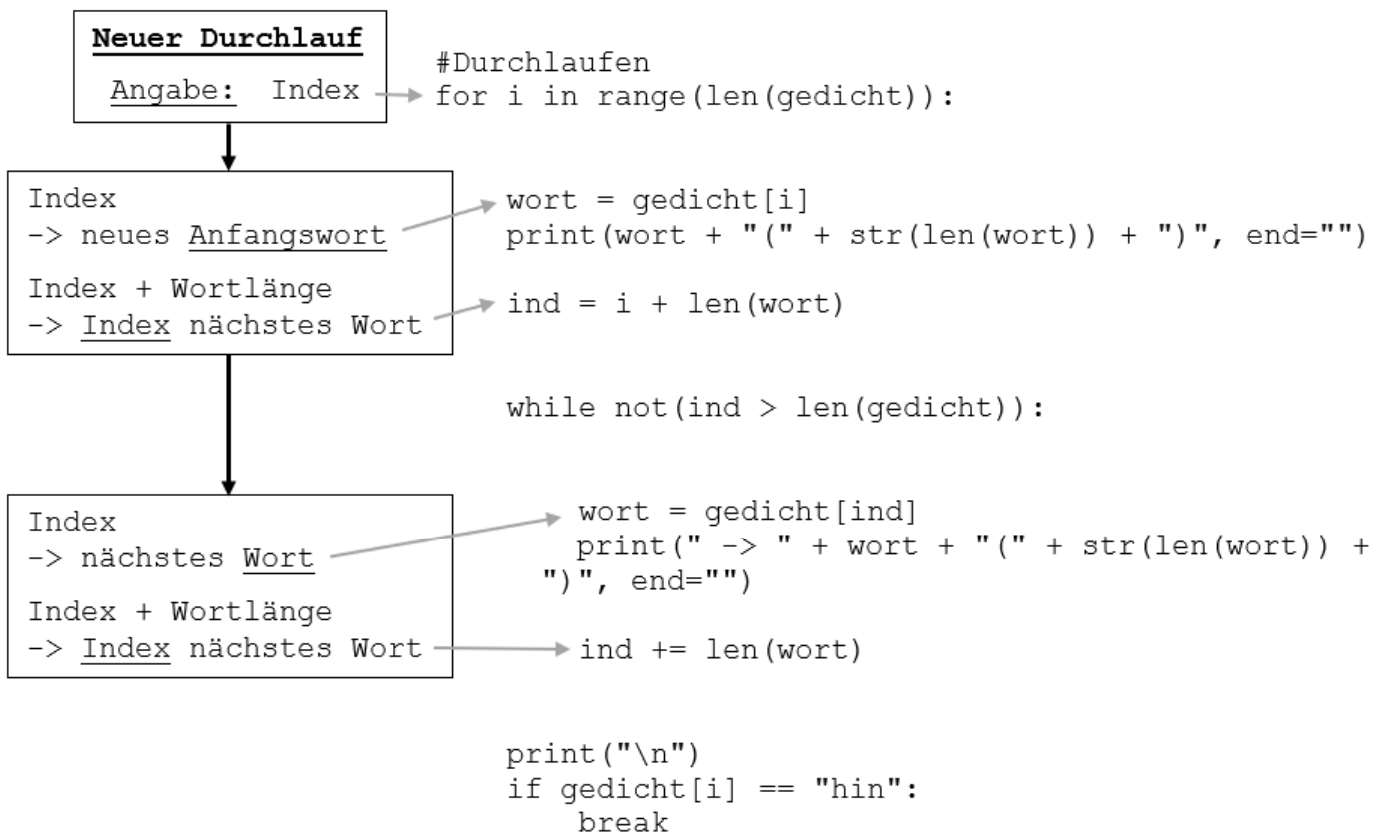 Neuer Durchlauf
Angabe: Index
#Durchlaufen
for i in range(len(gedicht)):
Index
-> neues Anfangswort
Index + Wortlänge
-> Index nächstes Wort
wort = gedicht[i]
print(wort + "(" + str(len(wort)) + ")", end="")
ind = i + len(wort)
while not(ind > len(gedicht)):
Index
-> nächstes Wort
Index + Wortlänge
-> Index nächstes Wort
wort = gedicht[ind]
print(" -> " + wort + "(" + str(len(wort)) +
")", end="")
ind += len(wort)
print("\n")
if gedicht[i] == "hin":
break